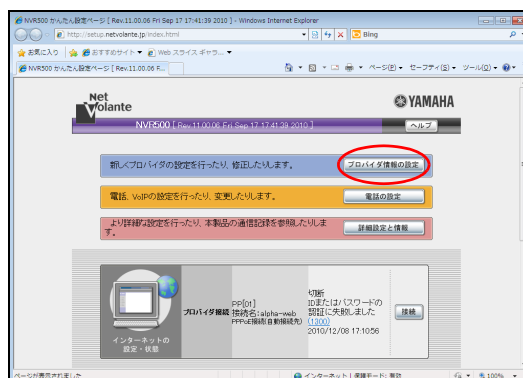 NVR500 かんたん設定ページ [ Rev.11.00.06 Fri Sep 17 17:41:39 2010 ] - Windows Internet Explorer
http://setup.netvolante.jp/index.html
Bing
お気に入り
おすすめサイト
Web スライス ギャラ...
NVR500 かんたん設定ページ [ Rev.11.00.06 F...
ページ(P)
セーフティ(S)
ツール(O)
Net
Volante
YAMAHA
NVR500 [ Rev.11.00.06 Fri Sep 17 17:41:39 2010 ]
ヘルプ
新しくプロバイダの設定を行ったり、修正したりします。
プロバイダ情報の設定
電話、VoIPの設定を行ったり、変更したりします。
電話の設定
より詳細な設定を行ったり、本製品の通信記録を参照したりしま
す。
詳細設定と情報
インターネットの
設定・状態
プロバイダ接続
PP[01]
接続名:alpha-web
PPPoE接続(自動接続先)
切断
IDまたはパスワードの
認証に失敗しました
(1300)
2010/12/08 17:10:56
接続
ページが表示されました
インターネット | 保護モード: 無効
100%